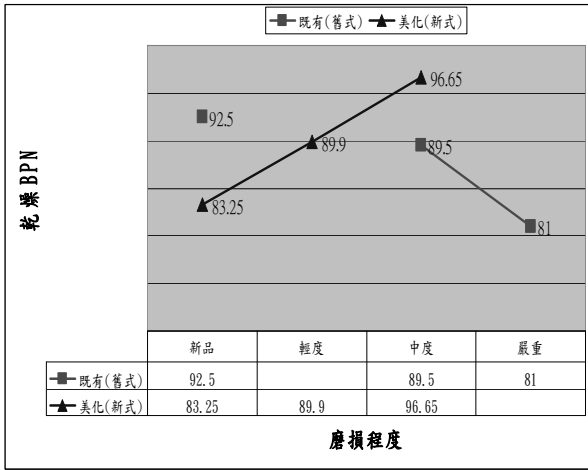 既有(舊式) 美化(新式)
乾燥BPN
96.65
92.5
89.9
89.5
83.25
81
新品 輕度 中度 嚴重
既有(舊式) 92.5 89.5 81
美化(新式) 83.25 89.9 96.65
磨損程度